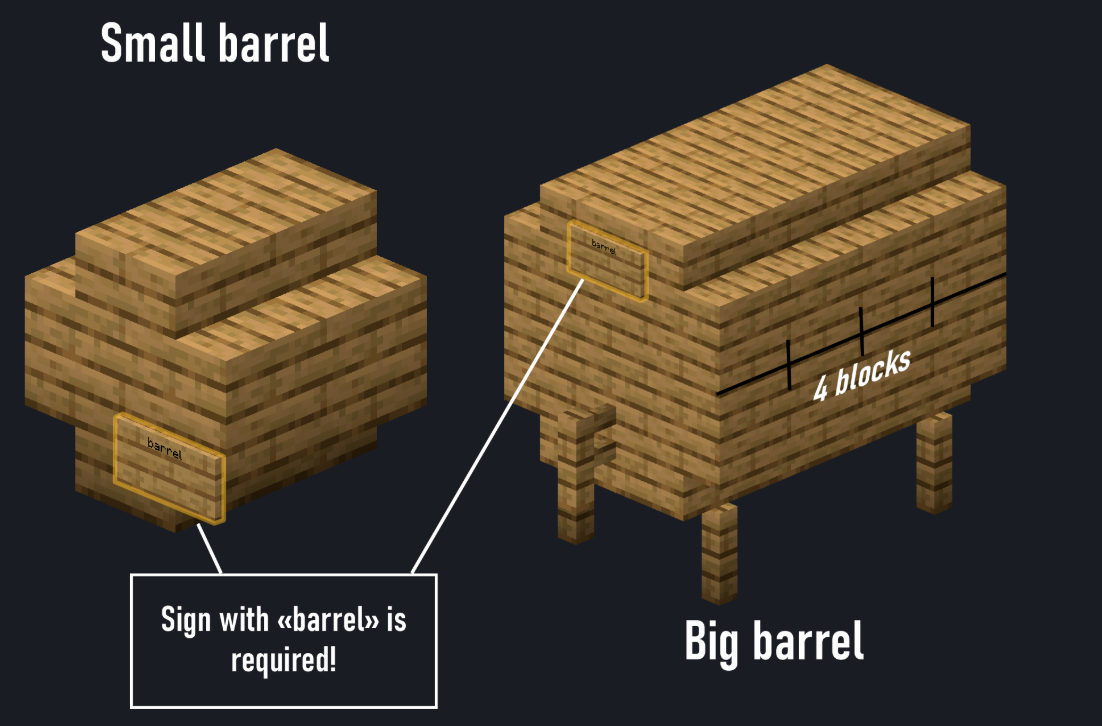 Small barrel
barrel
barrel
4 blocks
Sign with «barrel» is
required!
Big barrel